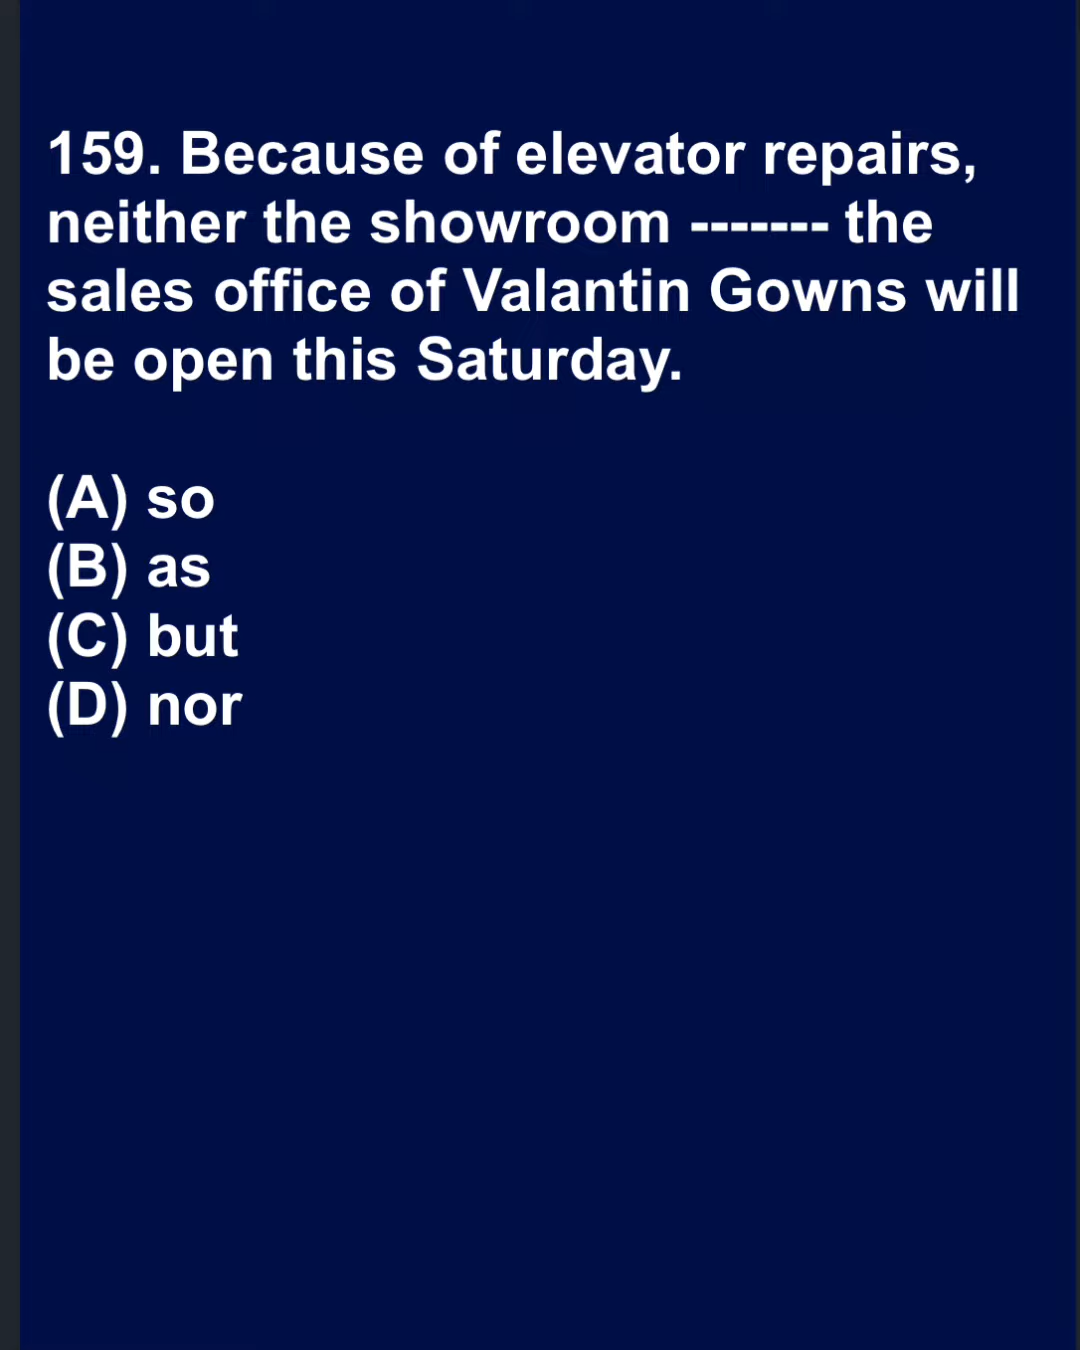 159. Because of elevator repairs,
neither the showroom ------- the
sales office of Valantin Gowns will
be open this Saturday.
(A) so
(B) as
(C) but
(D) nor